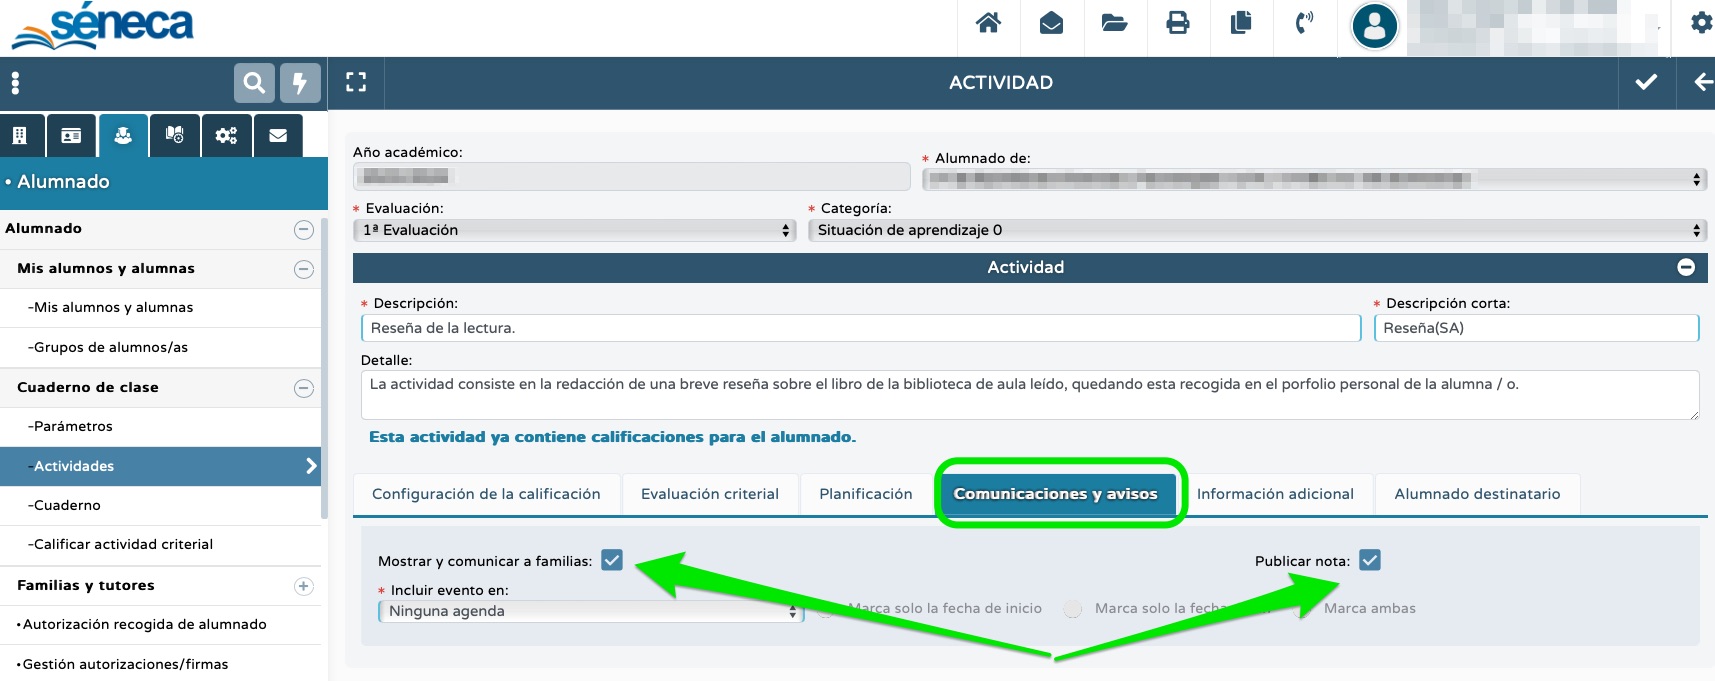 séneca
ACTIVIDAD
• Alumnado
Alumnado
Mis alumnos y alumnas
-Mis alumnos y alumnas
-Grupos de alumnos/as
Cuaderno de clase
-Parámetros
-Actividades
-Cuaderno
-Calificar actividad criterial
Familias y tutores
•Autorización recogida de alumnado
•Gestión autorizaciones/firmas
Año académico:
* Alumnado de:
* Evaluación:
* Categoría:
1ª Evaluación
Situación de aprendizaje 0
Actividad
* Descripción:
* Descripción corta:
Reseña de la lectura.
Reseña(SA)
Detalle:
La actividad consiste en la redacción de una breve reseña sobre el libro de la biblioteca de aula leído, quedando esta recogida en el porfolio personal de la alumna / o.
Esta actividad ya contiene calificaciones para el alumnado.
Configuración de la calificación
Evaluación criterial
Planificación
Comunicaciones y avisos
Información adicional
Alumnado destinatario
Mostrar y comunicar a familias:
Publicar nota:
* Incluir evento en:
Ninguna agenda
Marca solo la fecha de inicio
Marca solo la fecha
Marca ambas